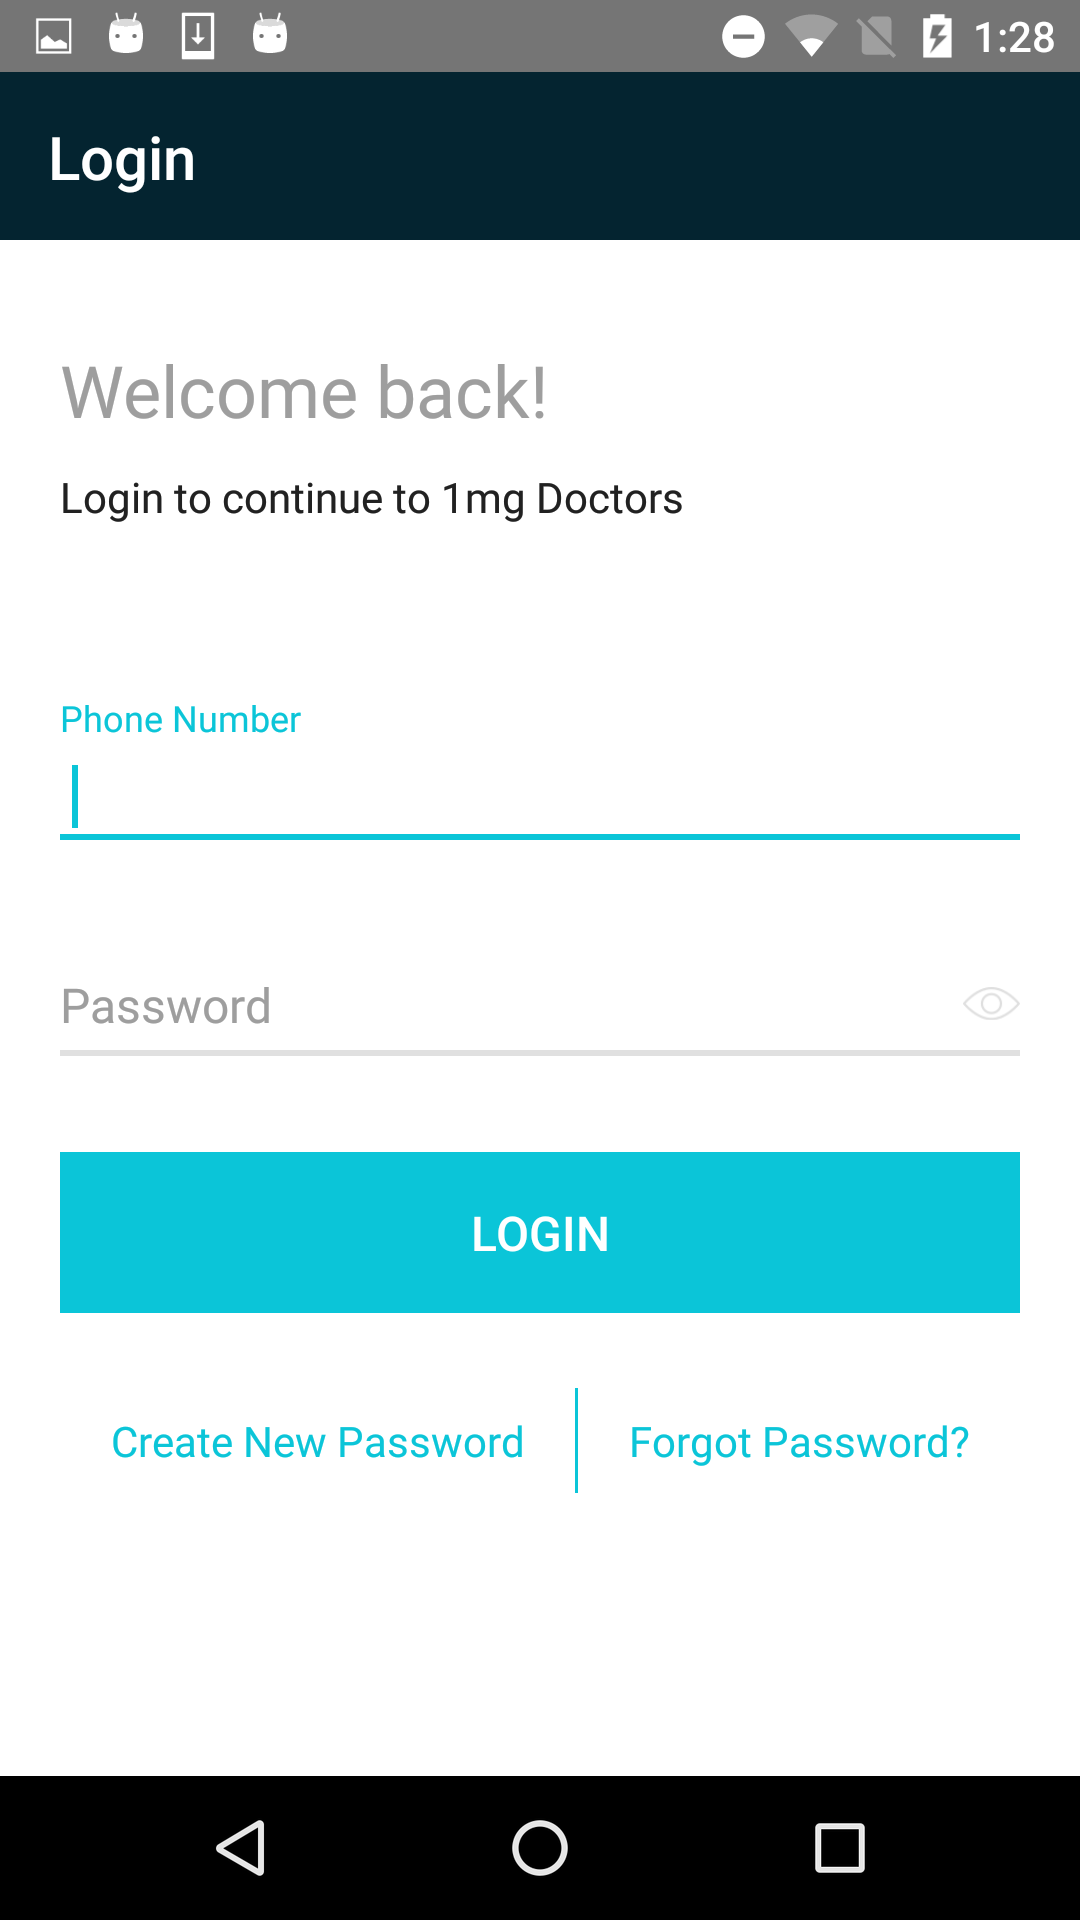 1:28
Login
Welcome back!
Login to continue to 1mg Doctors
Phone Number
Password
LOGIN
Create New Password
Forgot Password?